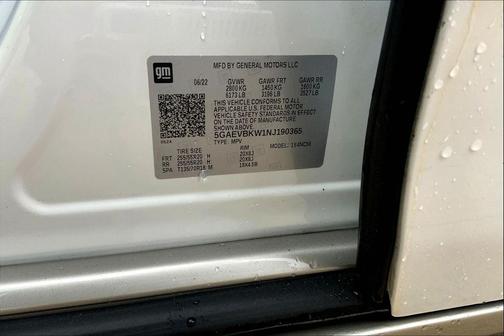 gm
MFD BY GENERAL MOTORS LLC
06/22 GVWR GAWR FRT GAWR RR
2800 KG 1450 KG 1600 KG
6173 LB 3196 LB 3527 LB
THIS VEHICLE CONFORMS TO ALL
APPLICABLE U.S. FEDERAL MOTOR
VEHICLE SAFETY STANDARDS IN EFFECT
ON THE DATE OF MANUFACTURE
SHOWN ABOVE.
5GAEVBKW1NJ190365
TYPE: MPV MODEL:
TIRE SIZE RIM
FRT 255/55R20 H 20X8J
RR 255/55R20 H 20X8J
SPA T135/70R18 M 18X4.5B